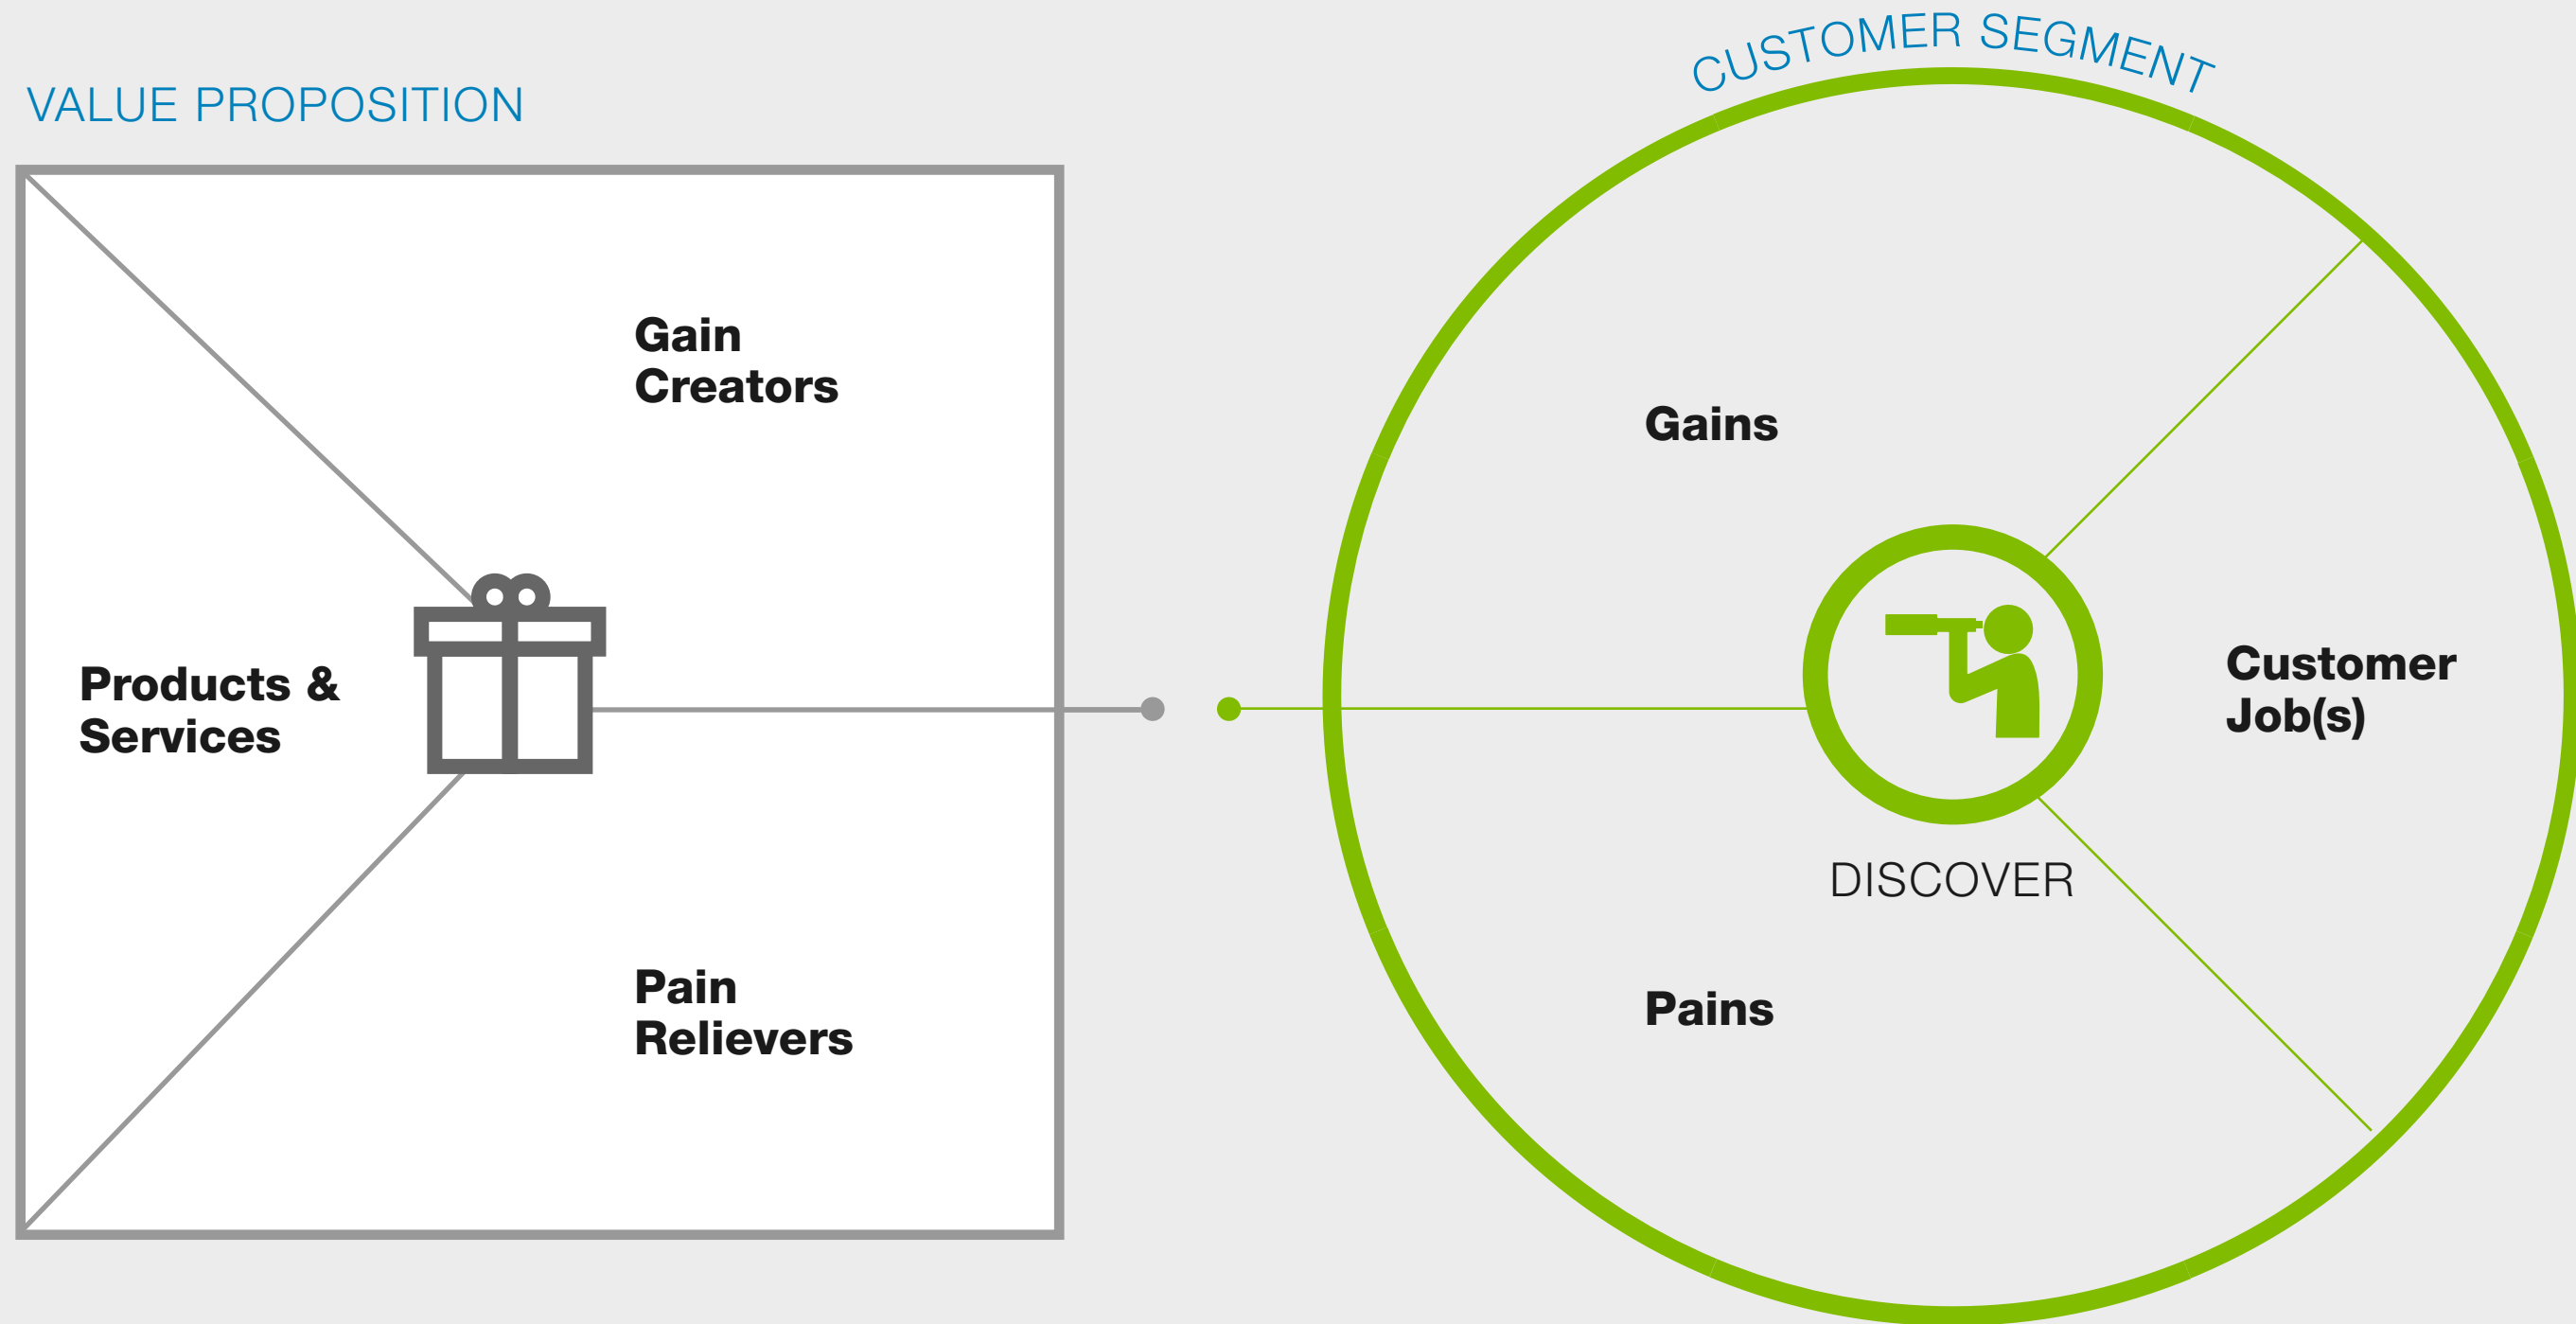 VALUE PROPOSITION
Gain
Creators
Products &
Services
Pain
Relievers
CUSTOMER SEGMENT
Gains
Customer
Job(s)
DISCOVER
Pains